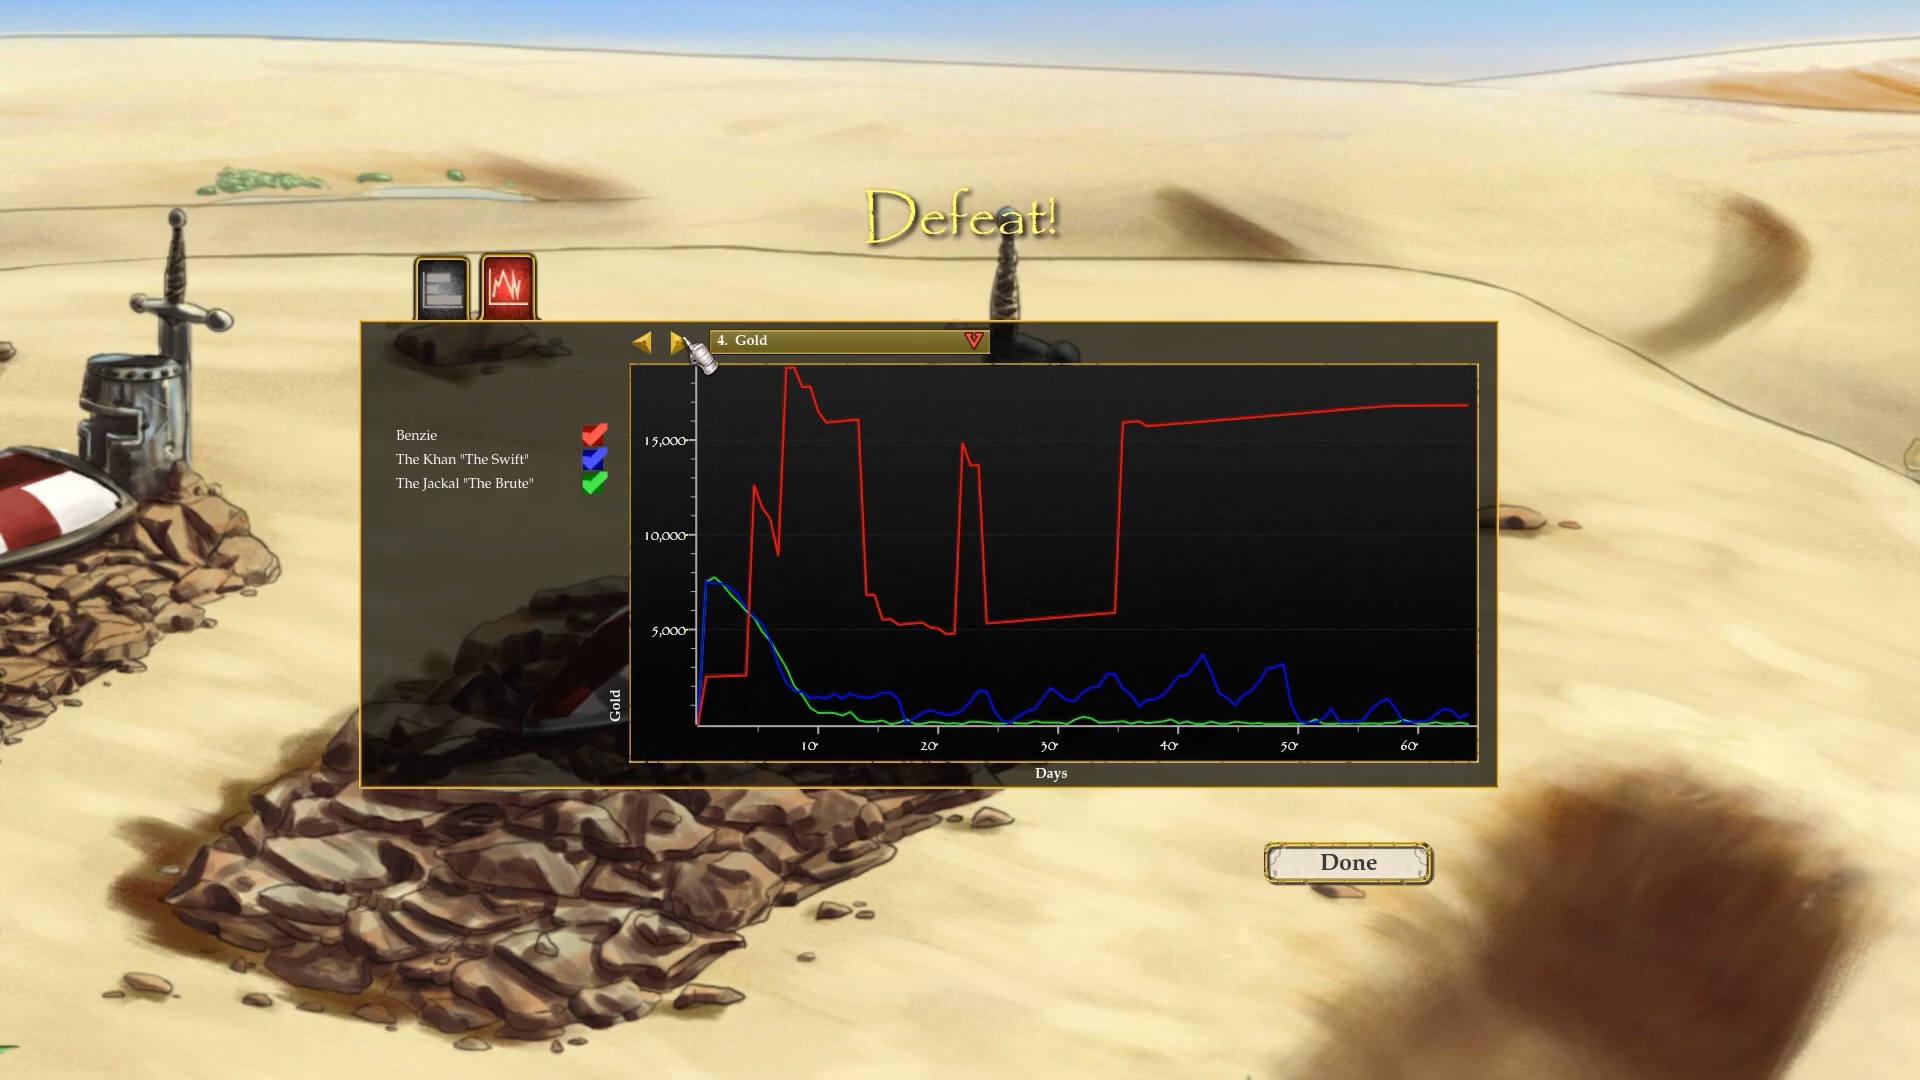 Defeat!
4. Gold
Benzie
The Khan "The Swift"
The Jackal "The Brute"
15,000
10,000
5,000
Gold
10
20
30
40
50
60
Days
Done